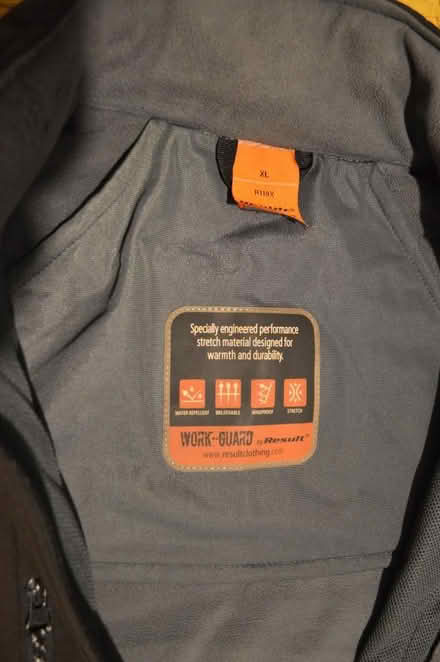 XL
R118X
Specially engineered performance
stretch material designed for
warmth and durability.
WATER REPELLENT BREATHABLE WINDPROOF STRETCH
WORK-GUARD by Result
www.resultclothing.com